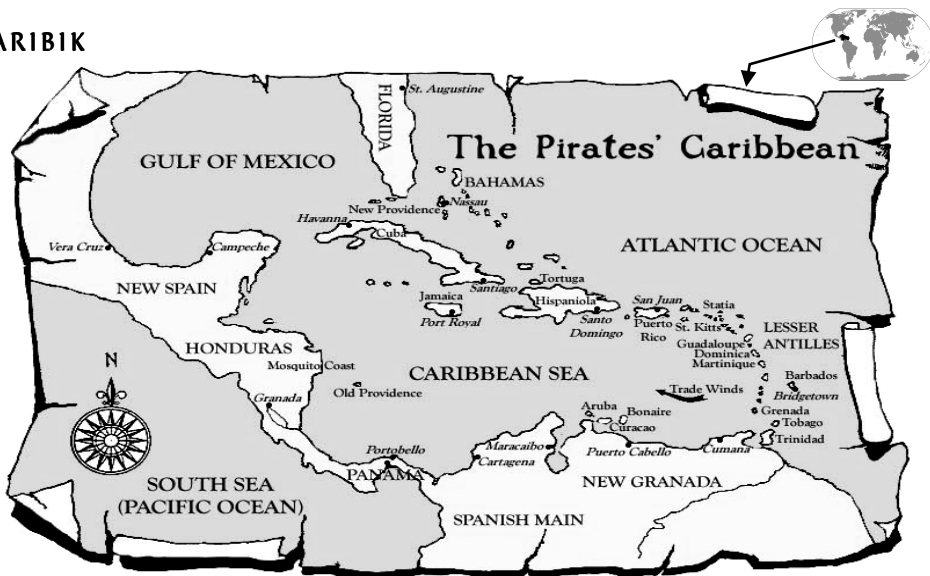 ARIBIK
St. Augustine
FLORIDA
The Pirates' Caribbean
GULF OF MEXICO
BAHAMAS
Nassau
New Providence
Havanna
Cuba
ATLANTIC OCEAN
Vera Cruz
Campeche
Tortuga
NEW SPAIN
Santiago
Jamaica
Hispaniola
San Juan
Statia
Port Royal
Santo
Domingo
Puerto
Rico
St. Kitts
LESSER
ANTILLES
Guadaloupe
Dominica
Martinique
HONDURAS
Mosquito Coast
N
CARIBBEAN SEA
Barbados
Old Providence
Trade Winds
Bridgetown
Granada
Aruba
Bonaire
Grenada
Curacao
Tobago
Trinidad
Portobello
Maracaibo
Puerto Cabello
Cumana
Cartagena
PANAMA
NEW GRANADA
SOUTH SEA
(PACIFIC OCEAN)
SPANISH MAIN